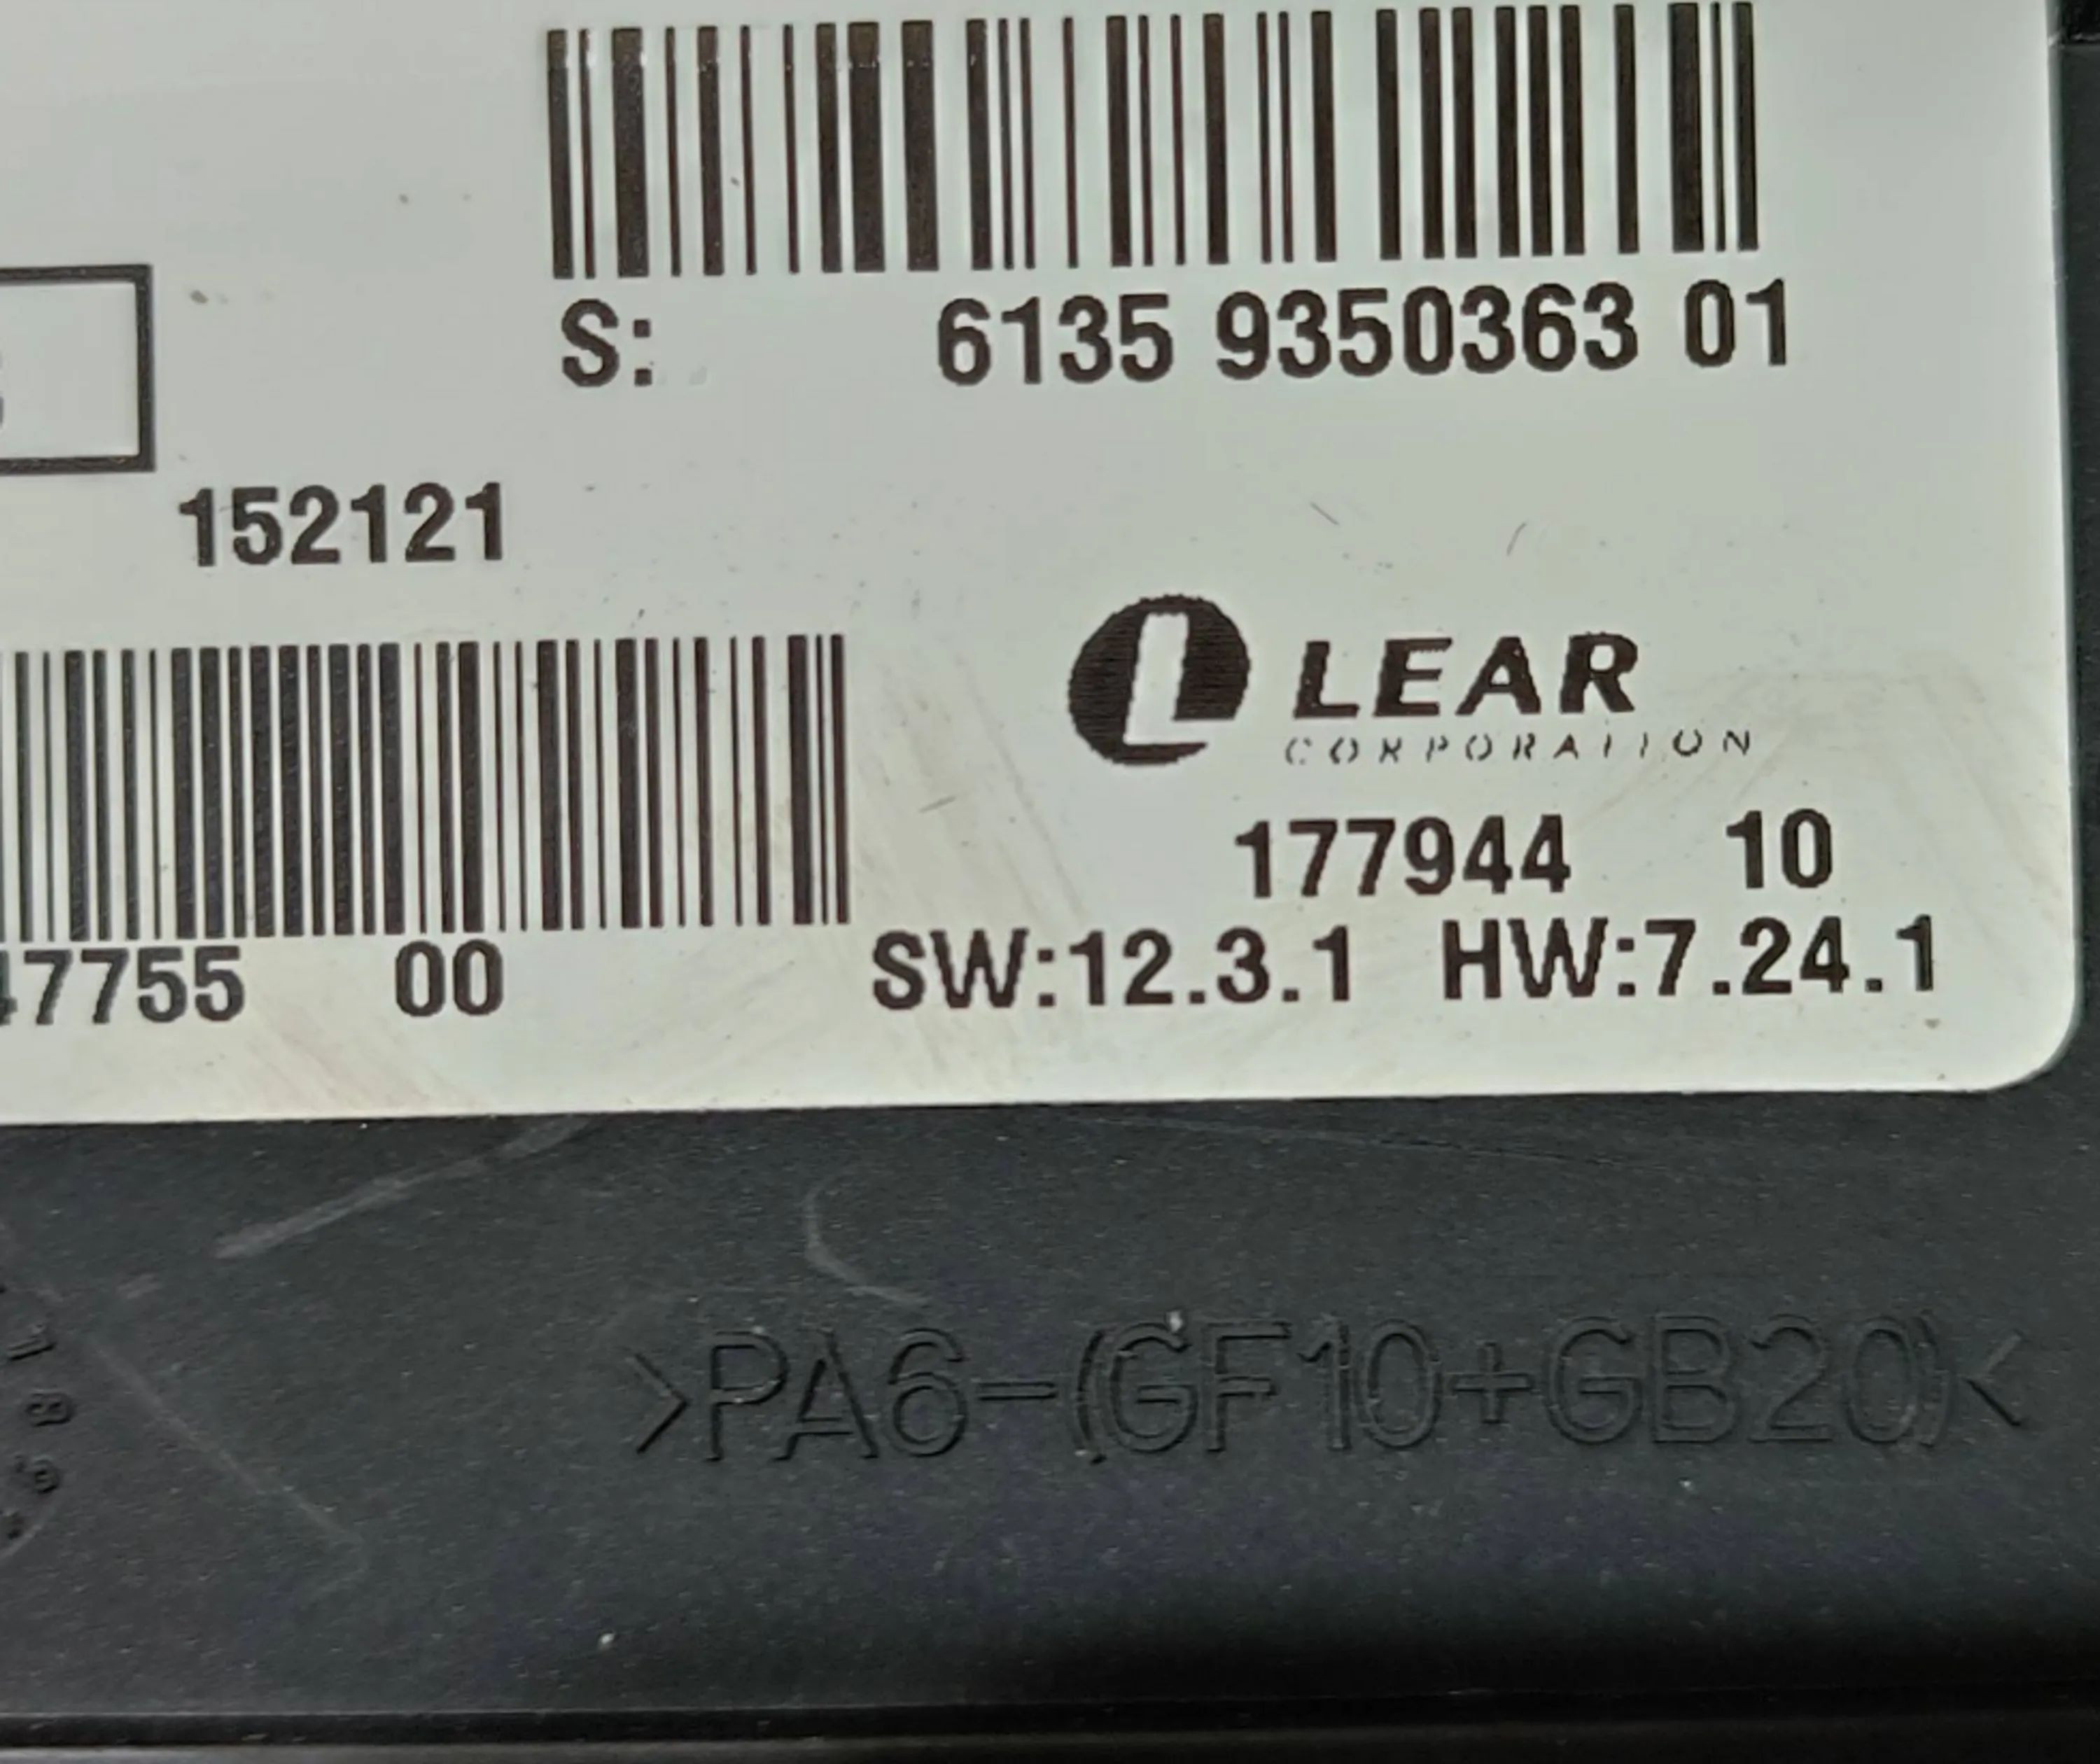 S: 6135 9350363 01
152121
LEAR
CORPORATION
177944 10
47755 00
SW:12.3.1 HW:7.24.1
>PA6-(GF10+GB20)<